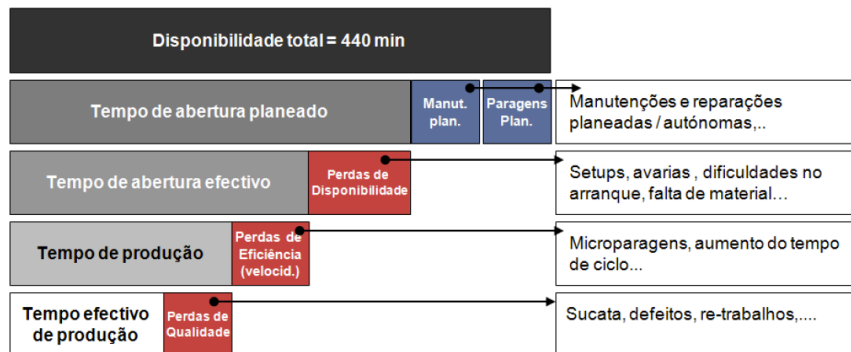 Disponibilidade total = 440 min
Tempo de abertura planeado
Manut.
plan.
Paragens
Plan.
Manutenções e reparações
planeadas / autónomas,..
Tempo de abertura efectivo
Perdas de
Disponibilidade
Setups, avarias , dificuldades no
arranque, falta de material...
Tempo de produção
Perdas de
Eficiência
(velocid.)
Microparagens, aumento do tempo
de ciclo...
Tempo efectivo
de produção
Perdas de
Qualidade
Sucata, defeitos, re-trabalhos,....